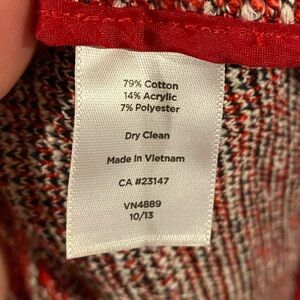 79% Cotton
14% Acrylic
7% Polyester
Dry Clean
Made In Vietnam
CA #23147
VN4889
10/13